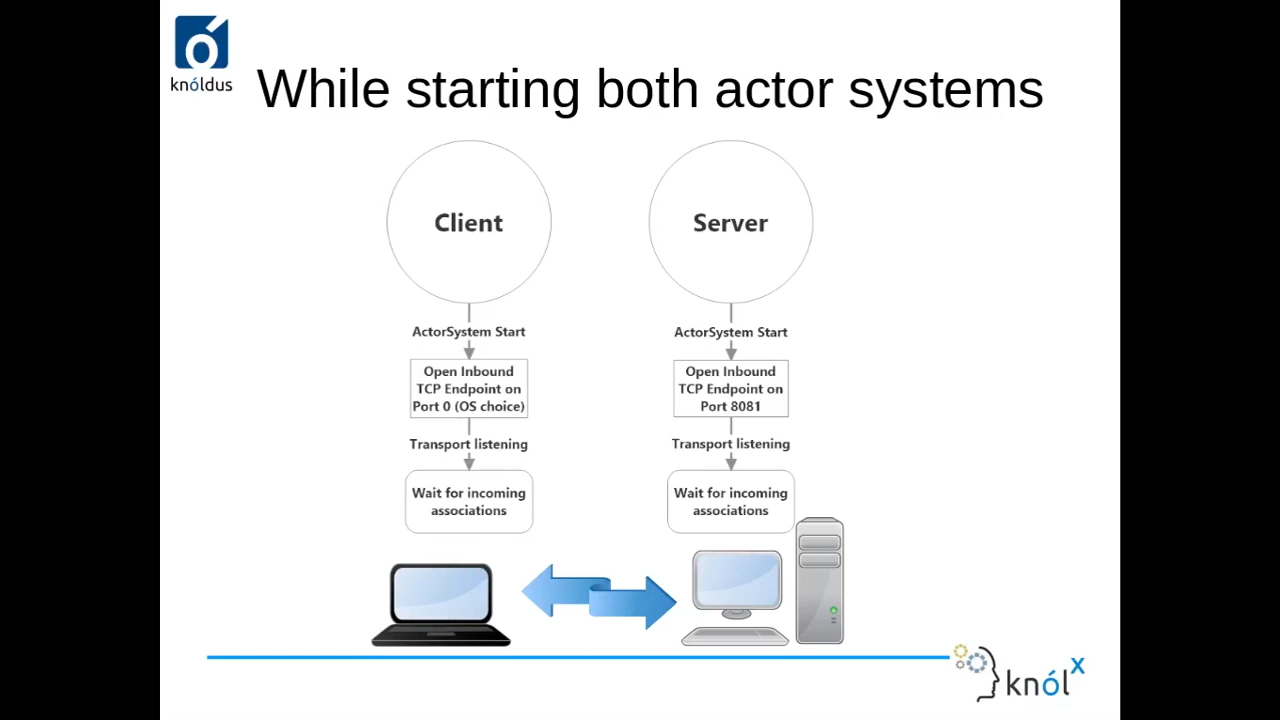 knóldus
While starting both actor systems
Client
ActorSystem Start
Open Inbound
TCP Endpoint on
Port 0 (OS choice)
Transport listening
Wait for incoming
associations
Server
ActorSystem Start
Open Inbound
TCP Endpoint on
Port 8081
Transport listening
Wait for incoming
associations
knólx